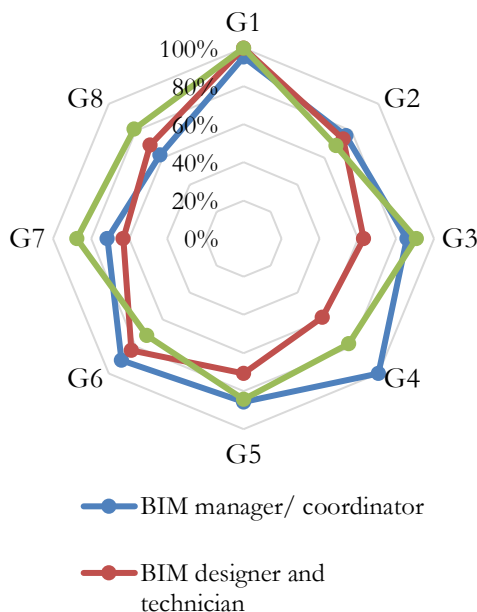 G1
100%
G8
80%
G2
60%
40%
20%
G7
0%
G3
G6
G4
G5
BIM manager/ coordinator
BIM designer and
technician